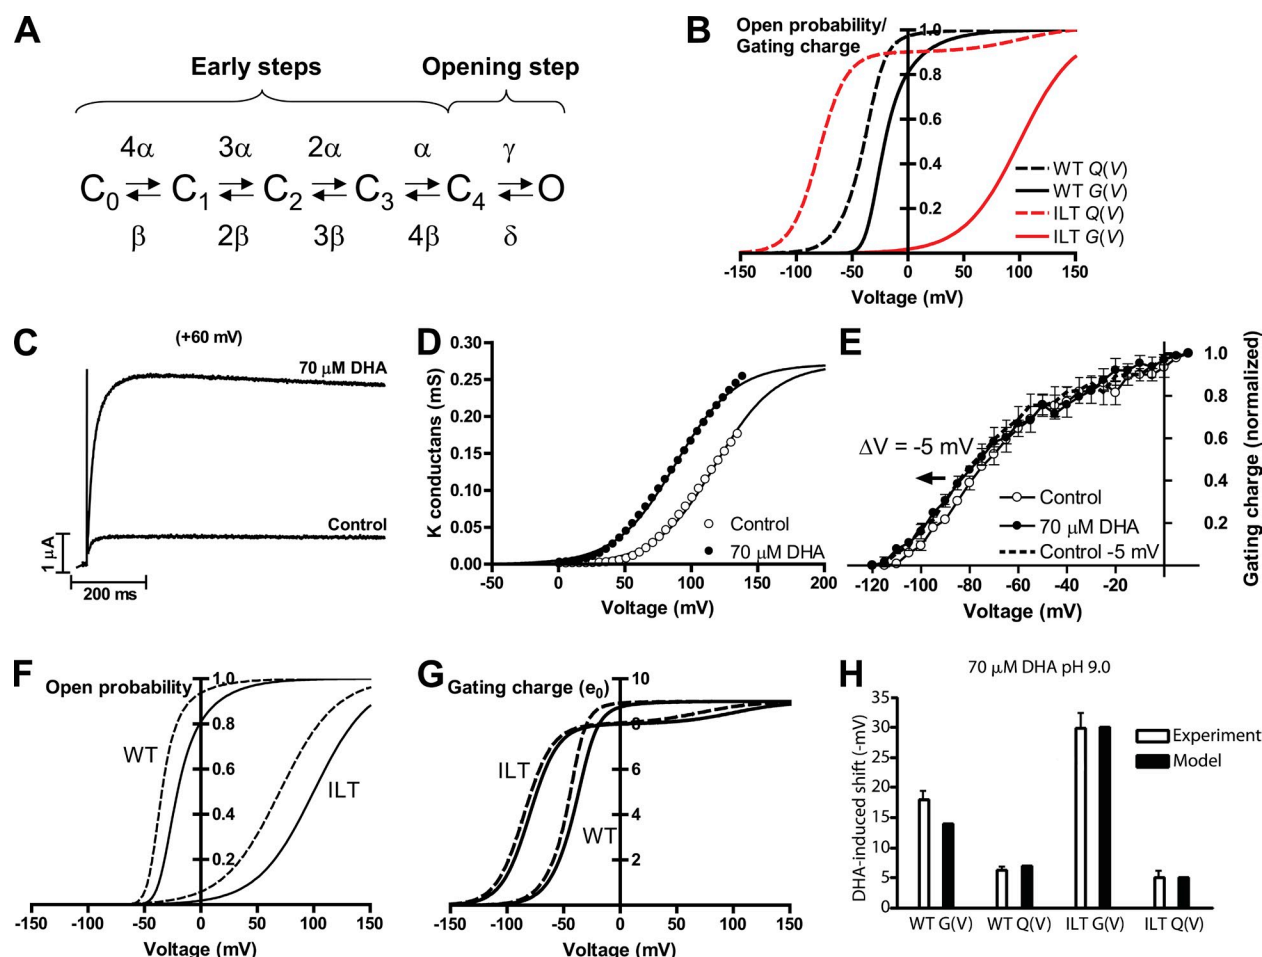 A
Early steps
Opening step
4α 3α 2α α γ
C0 C1 C2 C3 C4 O
β 2β 3β 4β δ
B
Open probability/
Gating charge
1.0
0.8
0.6
0.4
0.2
WT Q(V)
WT G(V)
ILT Q(V)
ILT G(V)
-150 -100 -50 0 50 100 150
Voltage (mV)
C
(+60 mV)
70 μM DHA
Control
1 μA
200 ms
D
K conductans (mS)
0.30
0.25
0.20
0.15
0.10
0.05
0.00
Control
70 μM DHA
-50 0 50 100 150 200
Voltage (mV)
E
ΔV = -5 mV
Control
70 μM DHA
Control -5 mV
1.0
0.8
0.6
0.4
0.2
Gating charge (normalized)
-120 -100 -80 -60 -40 -20
Voltage (mV)
F
Open probability
1.0
0.8
0.6
0.4
0.2
WT
ILT
-150 -100 -50 0 50 100 150
Voltage (mV)
G
Gating charge (e0)
10
8
6
4
2
ILT
WT
-150 -100 -50 0 50 100 150
Voltage (mV)
H
70 μM DHA pH 9.0
DHA-induced shift (-mV)
35
30
25
20
15
10
5
0
Experiment
Model
WT G(V) WT Q(V) ILT G(V) ILT Q(V)